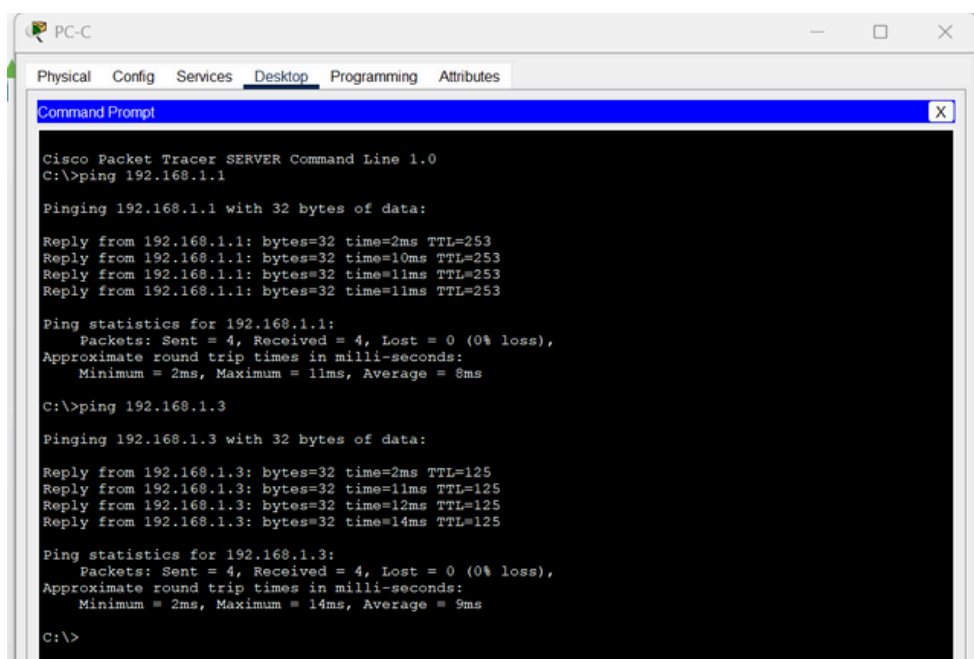 PC-C
Physical Config Services Desktop Programming Attributes
Command Prompt
X
Cisco Packet Tracer SERVER Command Line 1.0
C:\>ping 192.168.1.1
Pinging 192.168.1.1 with 32 bytes of data:
Reply from 192.168.1.1: bytes=32 time=2ms TTL=253
Reply from 192.168.1.1: bytes=32 time=10ms TTL=253
Reply from 192.168.1.1: bytes=32 time=11ms TTL=253
Reply from 192.168.1.1: bytes=32 time=11ms TTL=253
Ping statistics for 192.168.1.1:
Packets: Sent = 4, Received = 4, Lost = 0 (0% loss),
Approximate round trip times in milli-seconds:
Minimum = 2ms, Maximum = 11ms, Average = 8ms
C:\>ping 192.168.1.3
Pinging 192.168.1.3 with 32 bytes of data:
Reply from 192.168.1.3: bytes=32 time=2ms TTL=125
Reply from 192.168.1.3: bytes=32 time=11ms TTL=125
Reply from 192.168.1.3: bytes=32 time=12ms TTL=125
Reply from 192.168.1.3: bytes=32 time=14ms TTL=125
Ping statistics for 192.168.1.3:
Packets: Sent = 4, Received = 4, Lost = 0 (0% loss),
Approximate round trip times in milli-seconds:
Minimum = 2ms, Maximum = 14ms, Average = 9ms
C:\>